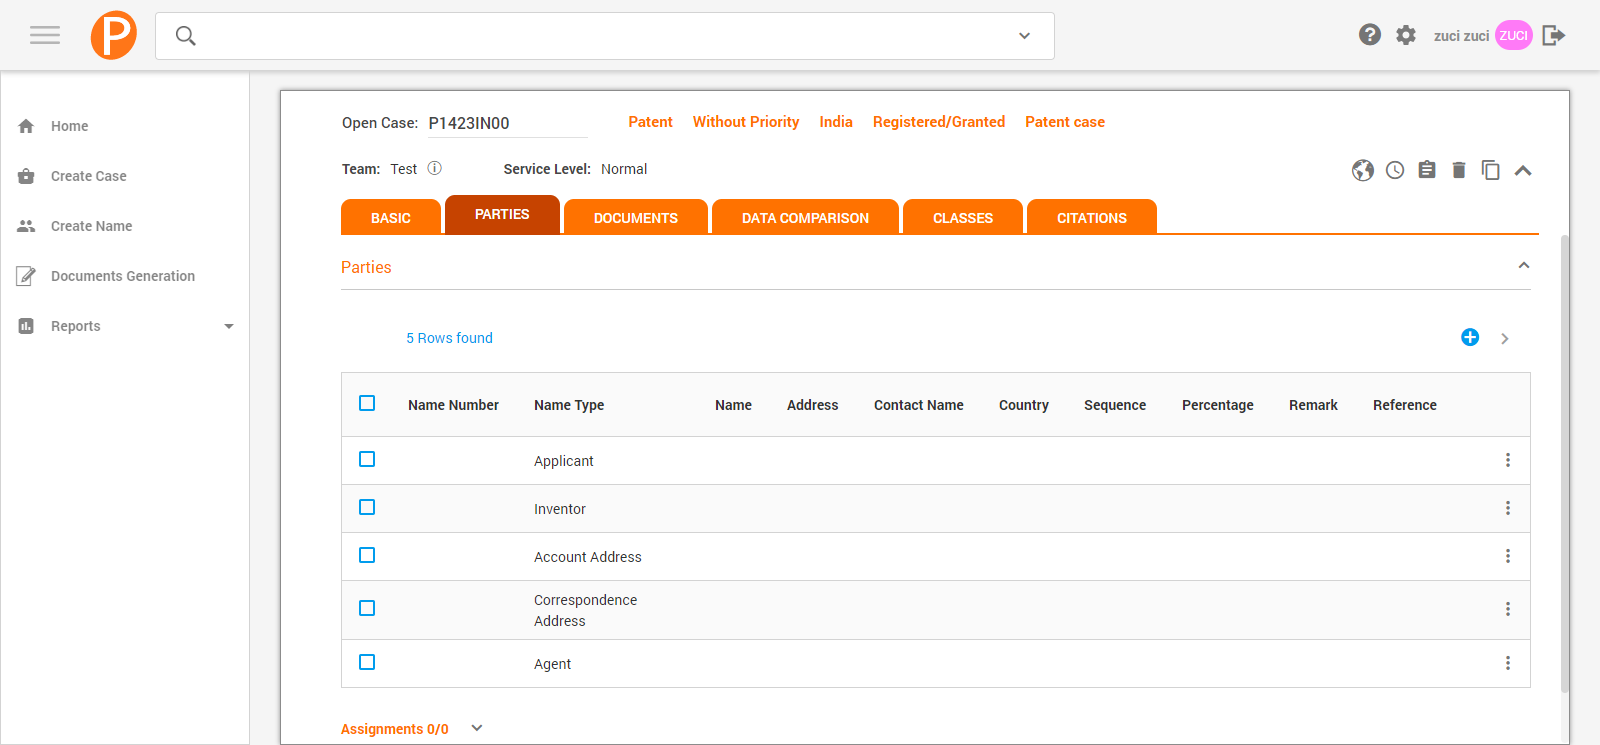 P
zuci zuci ZUCI
Home
Create Case
Create Name
Documents Generation
Reports
Open Case: P1423IN00 Patent Without Priority India Registered/Granted Patent case
Team: Test Service Level: Normal
BASIC PARTIES DOCUMENTS DATA COMPARISON CLASSES CITATIONS
Parties
5 Rows found
Name Number Name Type Name Address Contact Name Country Sequence Percentage Remark Reference
Applicant
Inventor
Account Address
Correspondence
Address
Agent
Assignments 0/0